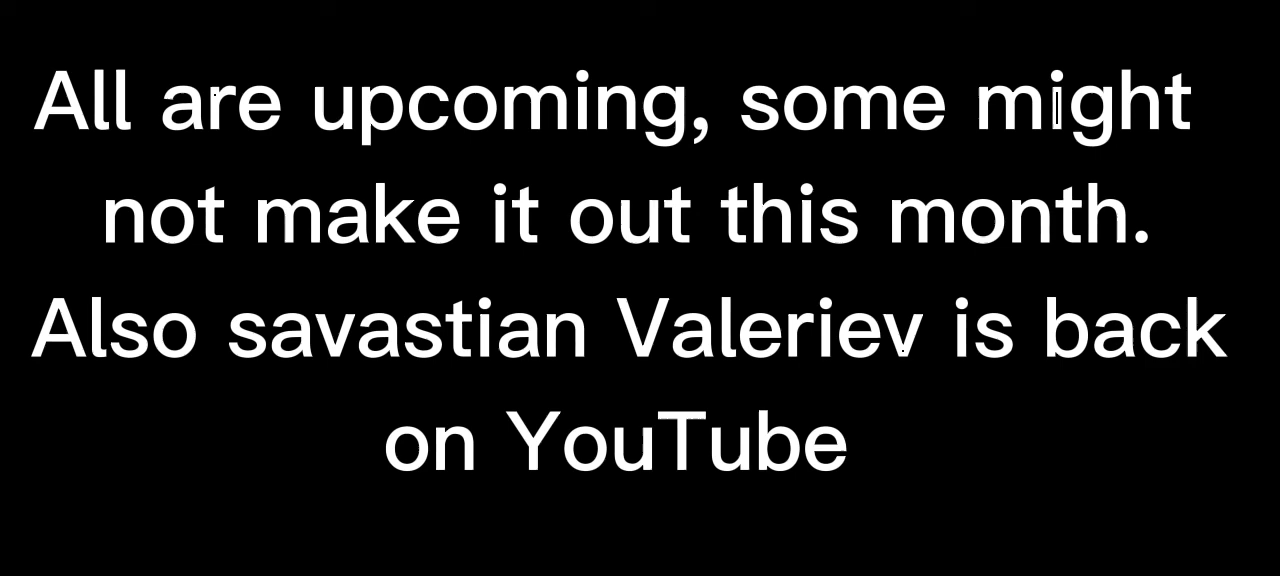 All are upcoming, some might
not make it out this month.
Also savastian Valeriev is back
on YouTube